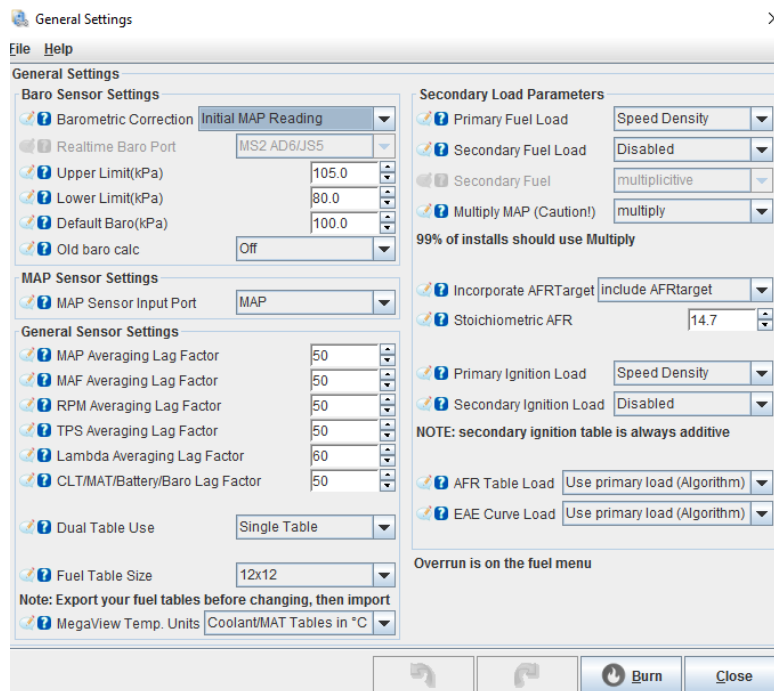 General Settings
File Help
General Settings
Baro Sensor Settings
Barometric Correction Initial MAP Reading
Realtime Baro Port MS2 AD6/JS5
Upper Limit(kPa) 105.0
Lower Limit(kPa) 80.0
Default Baro(kPa) 100.0
Old baro calc Off
MAP Sensor Settings
MAP Sensor Input Port MAP
General Sensor Settings
MAP Averaging Lag Factor 50
MAF Averaging Lag Factor 50
RPM Averaging Lag Factor 50
TPS Averaging Lag Factor 50
Lambda Averaging Lag Factor 60
CLT/MAT/Battery/Baro Lag Factor 50
Dual Table Use Single Table
Fuel Table Size 12x12
Note: Export your fuel tables before changing, then import
MegaView Temp. Units Coolant/MAT Tables in °C
Secondary Load Parameters
Primary Fuel Load Speed Density
Secondary Fuel Load Disabled
Secondary Fuel multiplicitive
Multiply MAP (Caution!) multiply
99% of installs should use Multiply
Incorporate AFRTarget include AFRtarget
Stoichiometric AFR 14.7
Primary Ignition Load Speed Density
Secondary Ignition Load Disabled
NOTE: secondary ignition table is always additive
AFR Table Load Use primary load (Algorithm)
EAE Curve Load Use primary load (Algorithm)
Overrun is on the fuel menu
Burn Close